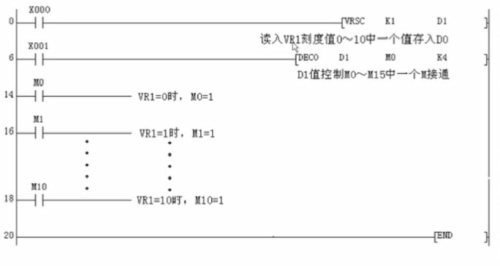 X000
0 [VRSC K1 D1 ]
读入VR1刻度值0～10中一个值存入D0
X001
6 [DECO D1 M0 K4 ]
D1值控制M0～M15中一个M接通
M0
14 VR1=0时，M0=1
M1
16 VR1=1时，M1=1
M10
18 VR1=10时，M10=1
20 [END ]